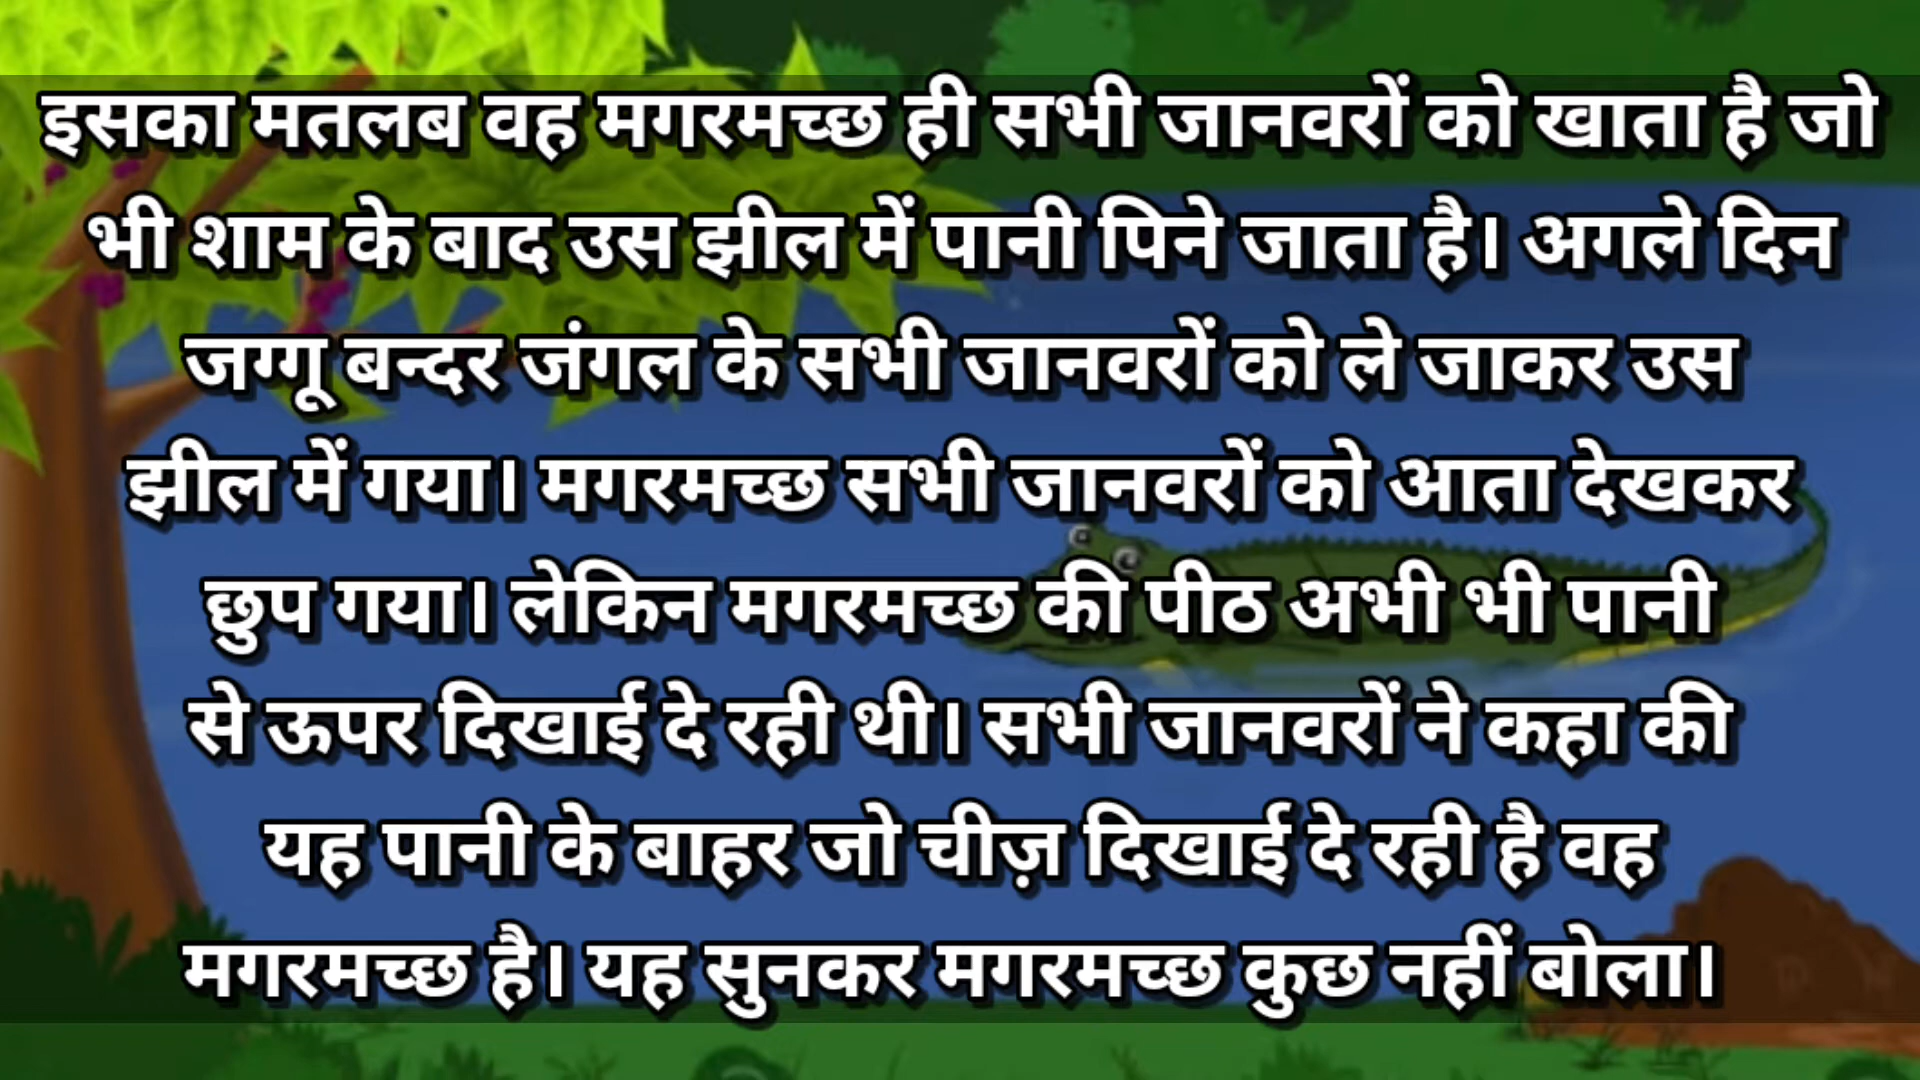 इसका मतलब वह मगरमच्छ ही सभी जानवरों को खाता है जो
भी शाम के बाद उस झील में पानी पिने जाता है। अगले दिन
जग्गू बन्दर जंगल के सभी जानवरों को ले जाकर उस
झील में गया। मगरमच्छ सभी जानवरों को आता देखकर
छुप गया। लेकिन मगरमच्छ की पीठ अभी भी पानी
से ऊपर दिखाई दे रही थी। सभी जानवरों ने कहा की
यह पानी के बाहर जो चीज़ दिखाई दे रही है वह
मगरमच्छ है। यह सुनकर मगरमच्छ कुछ नहीं बोला।